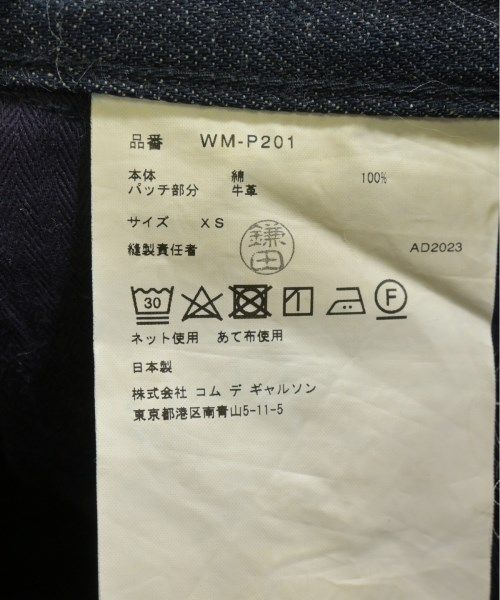 品番 WM-P201
本体 綿 100%
パッチ部分 牛革
サイズ XS
縫製責任者 鎌田 AD2023
30 F
ネット使用 あて布使用
日本製
株式会社 コム デ ギャルソン
東京都港区南青山5-11-5